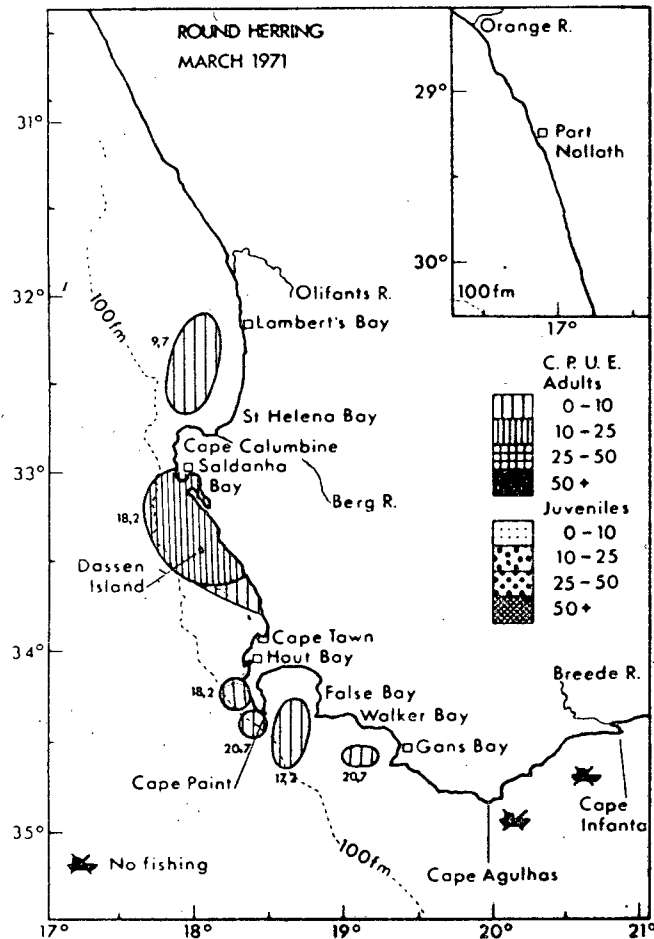 ROUND HERRING
MARCH 1971
Orange R.
29°
Part
Nollath
30°
100fm
17°
31°
32°
33°
34°
35°
100fm
Olifants R.
Lambert's Bay
9,7
St Helena Bay
Cape Calumbine
Saldanha
Bay
Berg R.
18,2
Dassen
Island
C. P. U. E.
Adults
0-10
10-25
25-50
50+
Juveniles
0-10
10-25
25-50
50+
Cape Town
Hout Bay
False Bay
Walker Bay
Gans Bay
Breede R.
18,2
20,7
Cape Paint
20,7
Cape
Infanta
Cape Agulhas
100fm
No fishing
17°
18°
19°
20°
21°